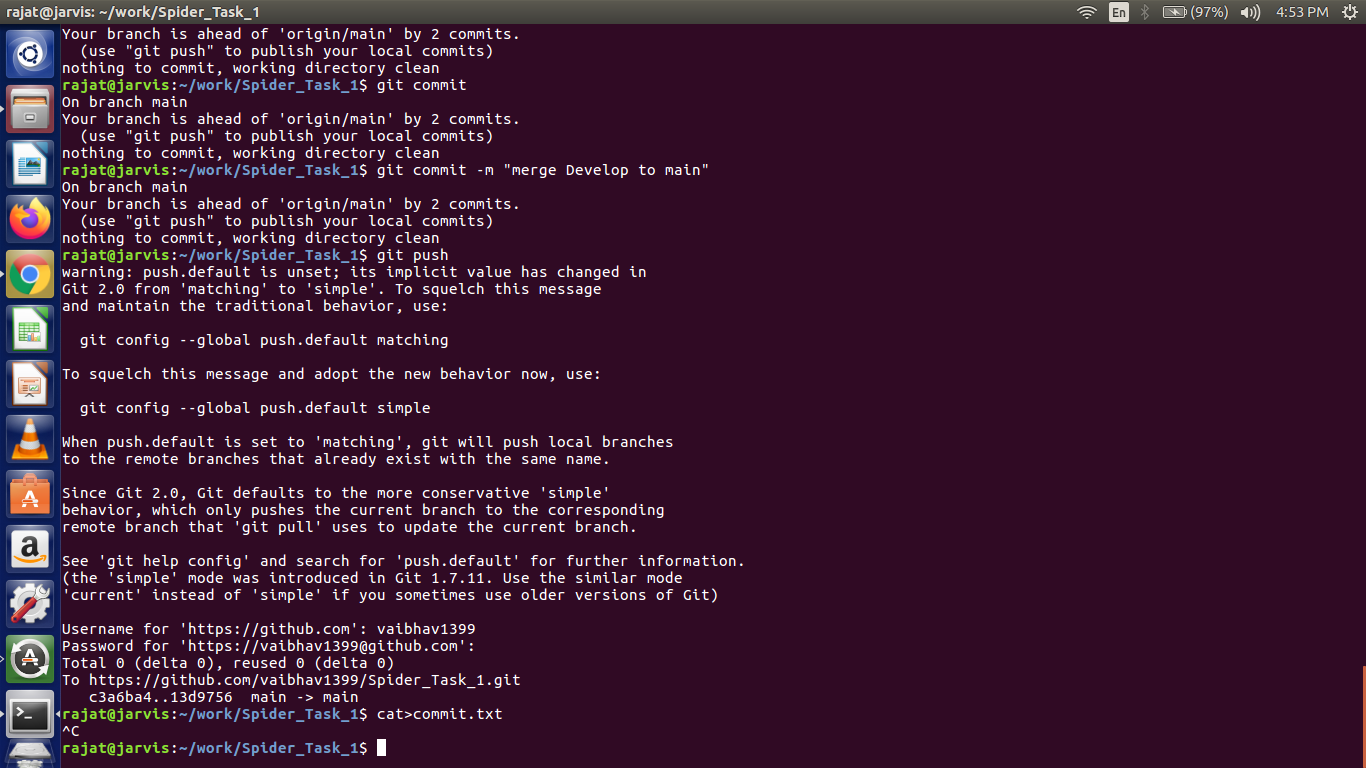 rajat@jarvis: ~/work/Spider_Task_1
En
(97%)
4:53 PM
Your branch is ahead of 'origin/main' by 2 commits.
  (use "git push" to publish your local commits)
nothing to commit, working directory clean
rajat@jarvis:~/work/Spider_Task_1$ git commit
On branch main
Your branch is ahead of 'origin/main' by 2 commits.
  (use "git push" to publish your local commits)
nothing to commit, working directory clean
rajat@jarvis:~/work/Spider_Task_1$ git commit -m "merge Develop to main"
On branch main
Your branch is ahead of 'origin/main' by 2 commits.
  (use "git push" to publish your local commits)
nothing to commit, working directory clean
rajat@jarvis:~/work/Spider_Task_1$ git push
warning: push.default is unset; its implicit value has changed in
Git 2.0 from 'matching' to 'simple'. To squelch this message
and maintain the traditional behavior, use:

  git config --global push.default matching

To squelch this message and adopt the new behavior now, use:

  git config --global push.default simple

When push.default is set to 'matching', git will push local branches
to the remote branches that already exist with the same name.

Since Git 2.0, Git defaults to the more conservative 'simple'
behavior, which only pushes the current branch to the corresponding
remote branch that 'git pull' uses to update the current branch.

See 'git help config' and search for 'push.default' for further information.
(the 'simple' mode was introduced in Git 1.7.11. Use the similar mode
'current' instead of 'simple' if you sometimes use older versions of Git)

Username for 'https://github.com': vaibhav1399
Password for 'https://vaibhav1399@github.com':
Total 0 (delta 0), reused 0 (delta 0)
To https://github.com/vaibhav1399/Spider_Task_1.git
   c3a6ba4..13d9756  main -> main
rajat@jarvis:~/work/Spider_Task_1$ cat>commit.txt
^C
rajat@jarvis:~/work/Spider_Task_1$